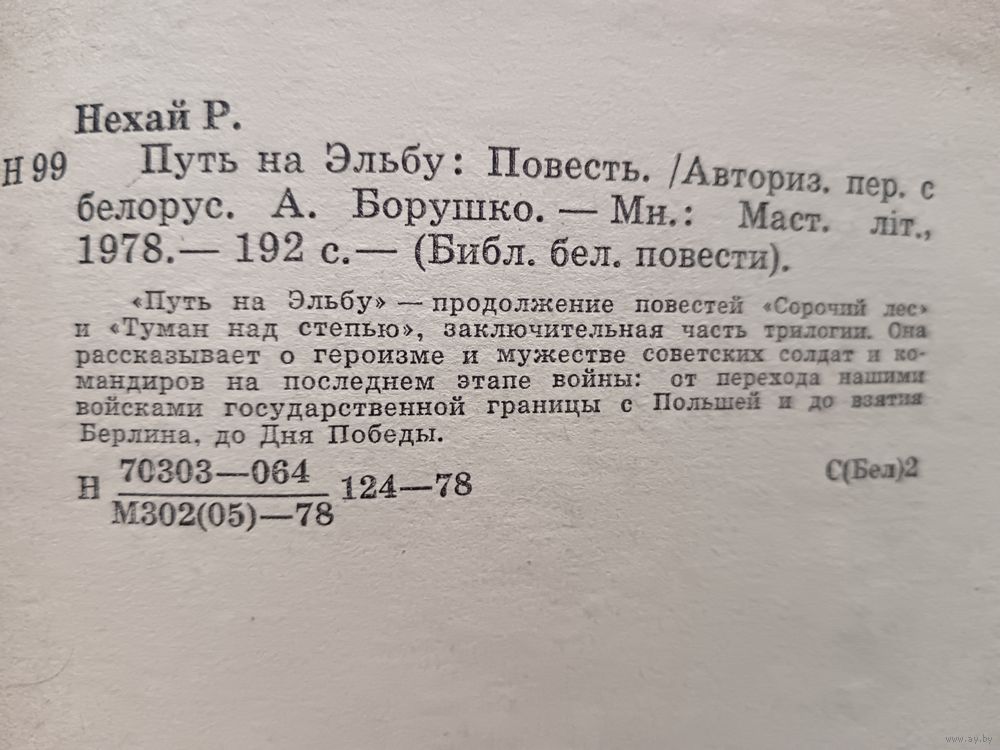 Нехай Р.
Н 99 Путь на Эльбу: Повесть. /Авториз. пер. с
белорус. А. Борушко. — Мн.: Маст. літ.,
1978.— 192 с.— (Библ. бел. повести).
«Путь на Эльбу» — продолжение повестей «Сорочий лес»
и «Туман над степью», заключительная часть трилогии. Она
рассказывает о героизме и мужестве советских солдат и ко-
мандиров на последнем этапе войны: от перехода нашими
войсками государственной границы с Польшей и до взятия
Берлина, до Дня Победы.
Н 70303—064 124—78
М302(05)—78
С(Бел)2
www.ay.by